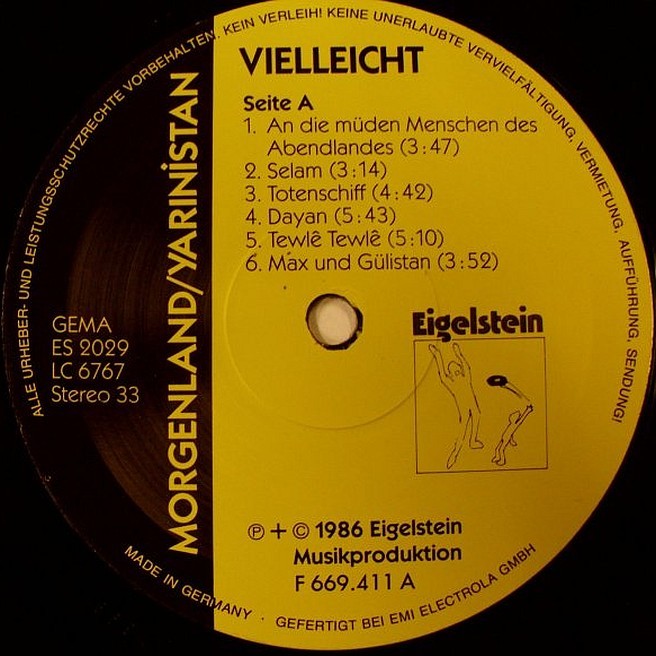 ALLE URHEBER- UND LEISTUNGSSCHUTZRECHTE VORBEHALTEN. KEIN VERLEIH! KEINE UNERLAUBTE VERVIELFÄLTIGUNG, VERMIETUNG, AUFFÜHRUNG, SENDUNG!
MORGENLAND/YARINİSTAN
VIELLEICHT
Seite A
1. An die müden Menschen des
Abendlandes (3:47)
2. Selam (3:14)
3. Totenschiff (4:42)
4. Dayan (5:43)
5. Tewlê Tewlê (5:10)
6. Max und Gülistan (3:52)
GEMA
ES 2029
LC 6767
Stereo 33
Eigelstein
℗ + © 1986 Eigelstein
Musikproduktion
F 669.411 A
MADE IN GERMANY · GEFERTIGT BEI EMI ELECTROLA GMBH